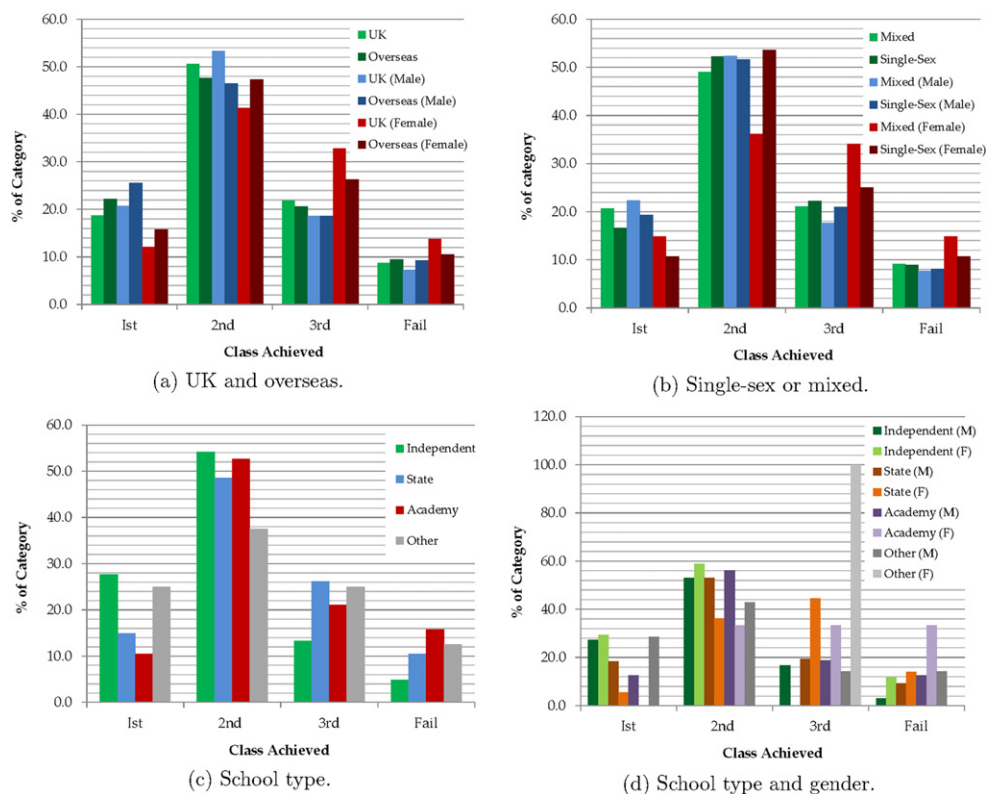 60.0
50.0
40.0
30.0
20.0
10.0
0.0
% of Category
UK
Overseas
UK (Male)
Overseas (Male)
UK (Female)
Overseas (Female)
Ist
2nd
3rd
Fail
Class Achieved
(a) UK and overseas.
60.0
50.0
40.0
30.0
20.0
10.0
0.0
% of category
Mixed
Single-Sex
Mixed (Male)
Single-Sex (Male)
Mixed (Female)
Single-Sex (Female)
Ist
2nd
3rd
Fail
Class Achieved
(b) Single-sex or mixed.
60.0
50.0
40.0
30.0
20.0
10.0
0.0
% of Category
Independent
State
Academy
Other
Ist
2nd
3rd
Fail
Class Achieved
(c) School type.
120.0
100.0
80.0
60.0
40.0
20.0
0.0
% of Category
Independent (M)
Independent (F)
State (M)
State (F)
Academy (M)
Academy (F)
Other (M)
Other (F)
Ist
2nd
3rd
Fail
Class Achieved
(d) School type and gender.